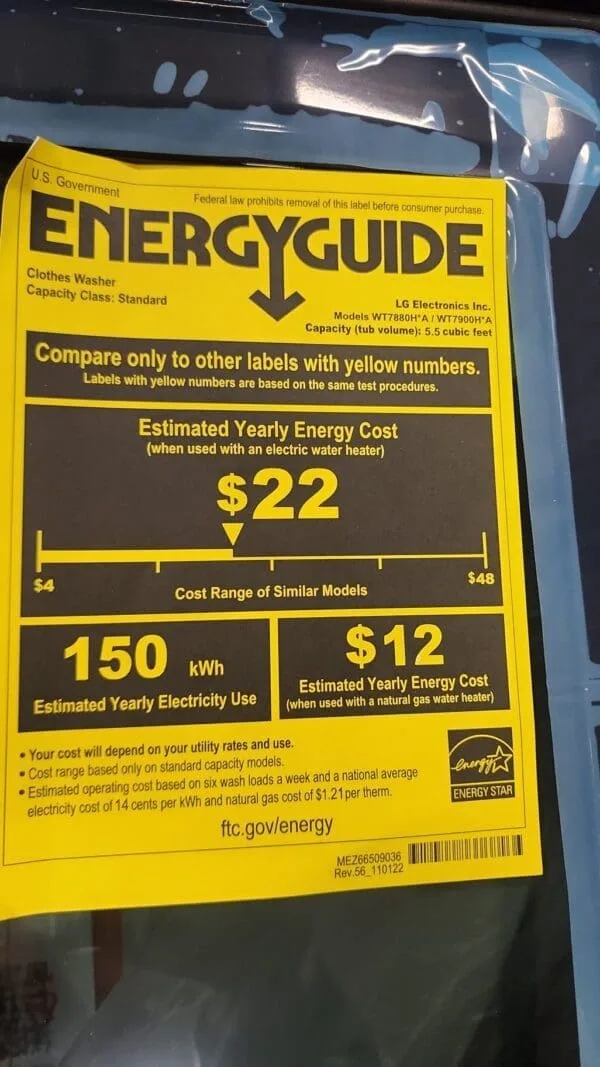 U.S. Government
Federal law prohibits removal of this label before consumer purchase.
ENERGYGUIDE
Clothes Washer
Capacity Class: Standard
LG Electronics Inc.
Models WT7880H*A / WT7900H*A
Capacity (tub volume): 5.5 cubic feet
Compare only to other labels with yellow numbers.
Labels with yellow numbers are based on the same test procedures.
Estimated Yearly Energy Cost
(when used with an electric water heater)
$22
$4
$48
Cost Range of Similar Models
150 kWh
Estimated Yearly Electricity Use
$12
Estimated Yearly Energy Cost
(when used with a natural gas water heater)
• Your cost will depend on your utility rates and use.
• Cost range based only on standard capacity models.
• Estimated operating cost based on six wash loads a week and a national average
electricity cost of 14 cents per kWh and natural gas cost of $1.21 per therm.
energy
ENERGY STAR
ftc.gov/energy
MEZ66509036
Rev.56_110122